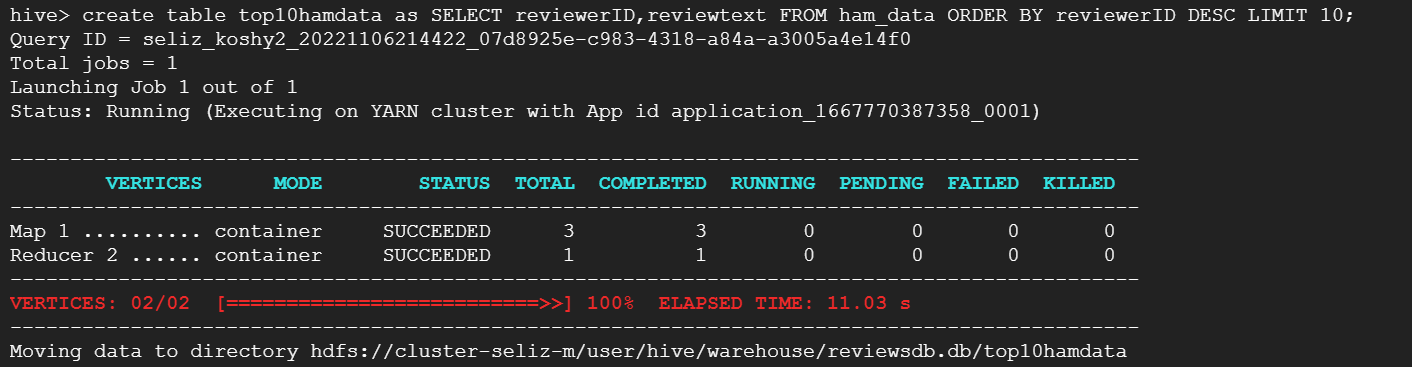 hive> create table top10hamdata as SELECT reviewerID,reviewtext FROM ham_data ORDER BY reviewerID DESC LIMIT 10;
Query ID = seliz_koshy2_20221106214422_07d8925e-c983-4318-a84a-a3005a4e14f0
Total jobs = 1
Launching Job 1 out of 1
Status: Running (Executing on YARN cluster with App id application_1667770387358_0001)
----------------------------------------------------------------------------------------------
VERTICES MODE STATUS TOTAL COMPLETED RUNNING PENDING FAILED KILLED
----------------------------------------------------------------------------------------------
Map 1 .......... container SUCCEEDED 3 3 0 0 0 0
Reducer 2 ...... container SUCCEEDED 1 1 0 0 0 0
----------------------------------------------------------------------------------------------
VERTICES: 02/02 [==========================>>] 100% ELAPSED TIME: 11.03 s
----------------------------------------------------------------------------------------------
Moving data to directory hdfs://cluster-seliz-m/user/hive/warehouse/reviewsdb.db/top10hamdata